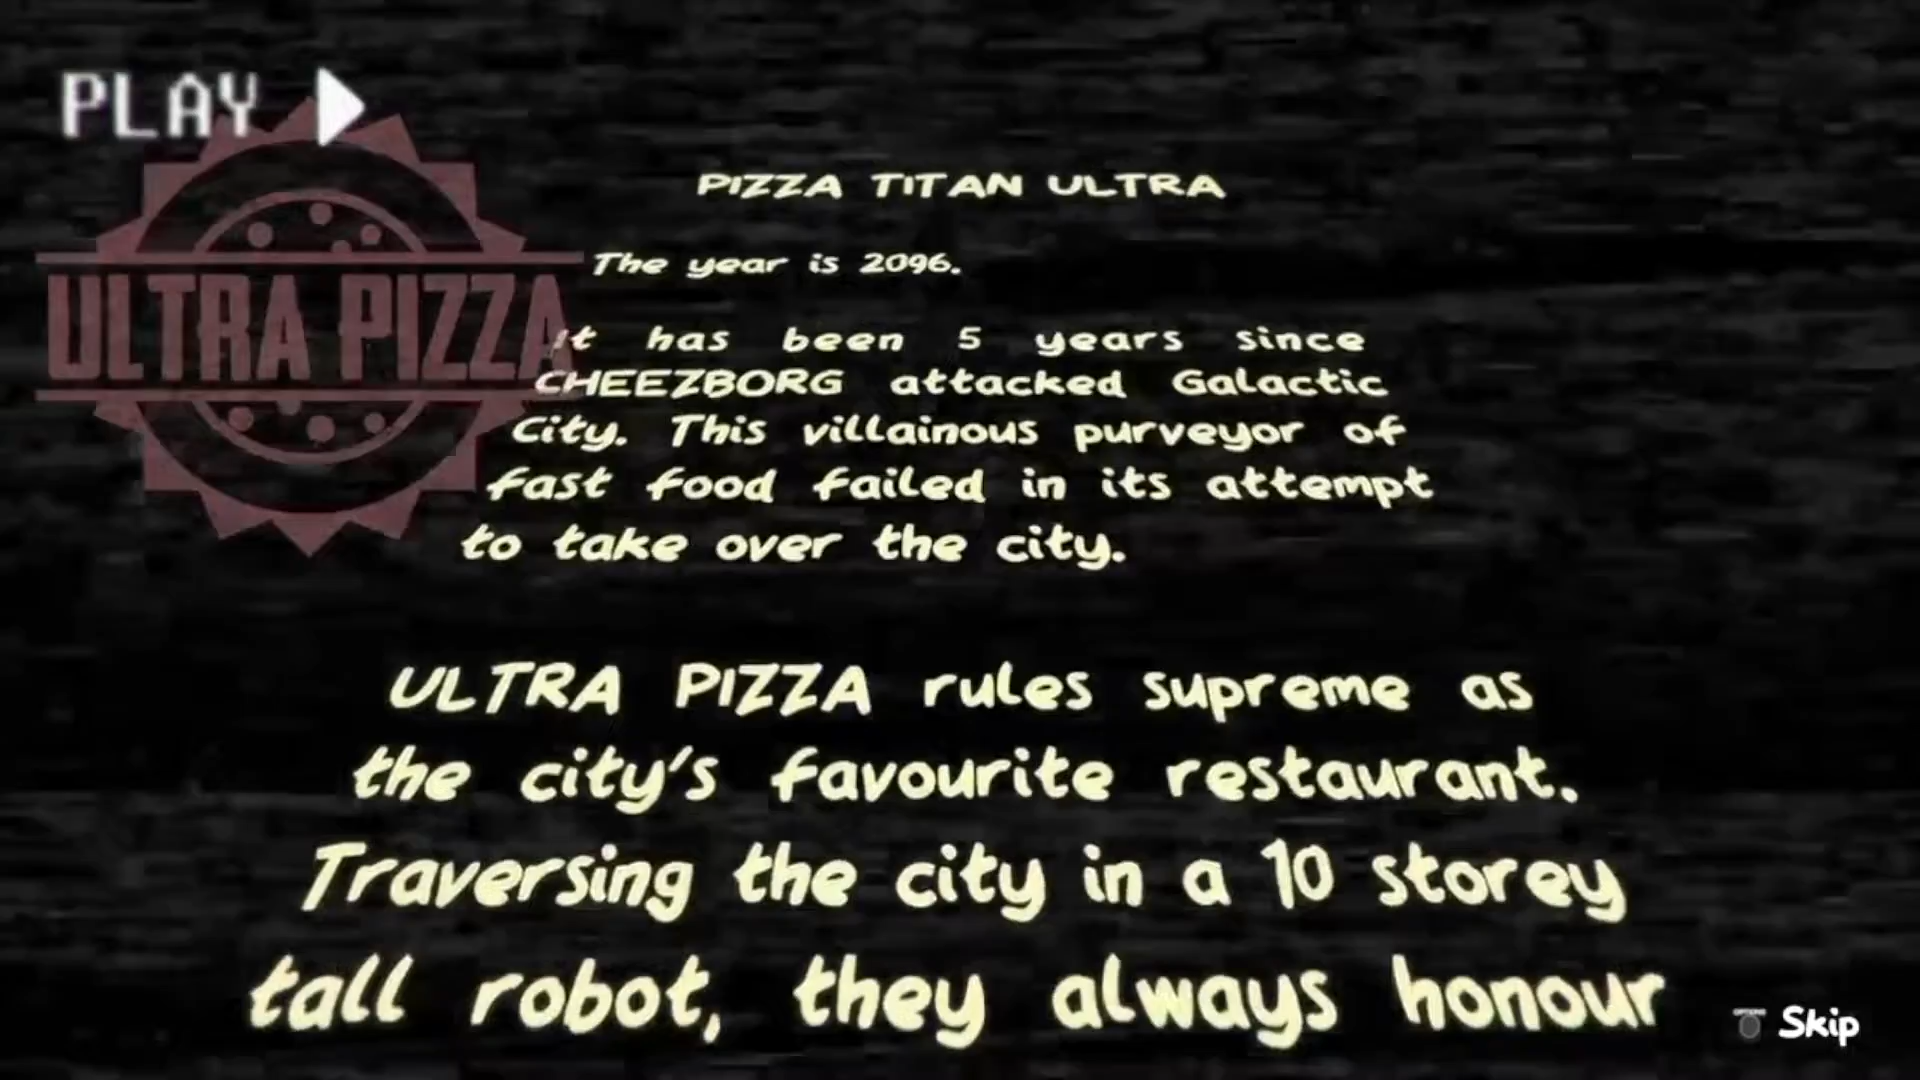 PLAY
ULTRA PIZZA
PIZZA TITAN ULTRA
The year is 2096.
It has been 5 years since
CHEEZBORG attacked Galactic
City. This villainous purveyor of
fast food failed in its attempt
to take over the city.
ULTRA PIZZA rules supreme as
the city's favourite restaurant.
Traversing the city in a 10 storey
tall robot, they always honour
OPTIONS Skip